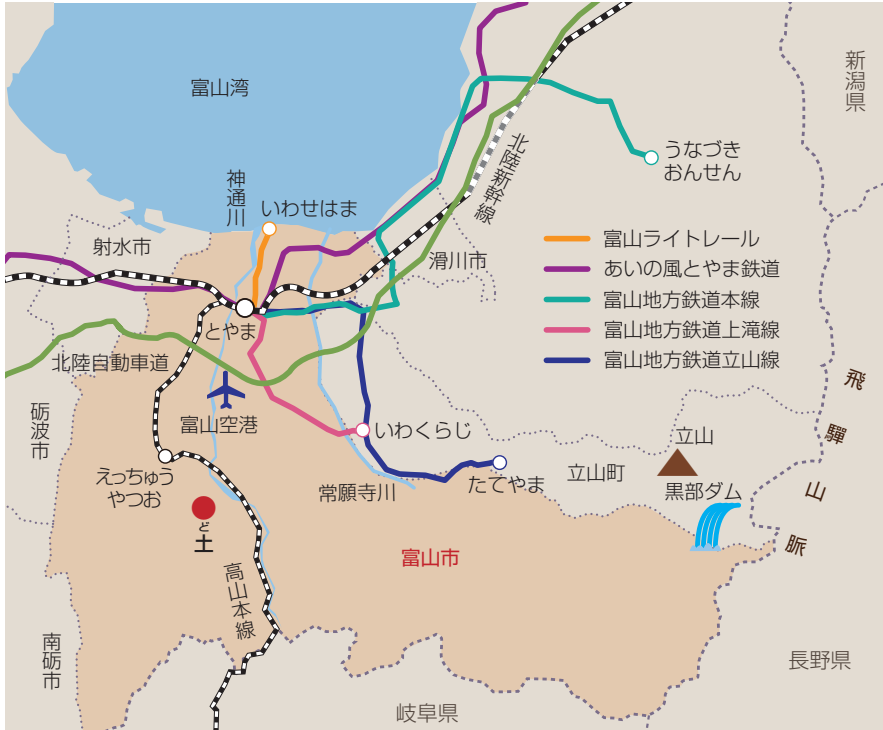 富山湾
新潟県
北陸新幹線
うなづき
おんせん
神通川
いわせはま
射水市
滑川市
富山ライトレール
あいの風とやま鉄道
富山地方鉄道本線
富山地方鉄道上滝線
富山地方鉄道立山線
とやま
北陸自動車道
富山空港
砺波市
いわくらじ
飛騨山脈
立山
えっちゅう
やつお
常願寺川
たてやま
立山町
黒部ダム
ど
土
富山市
高山本線
南砺市
長野県
岐阜県